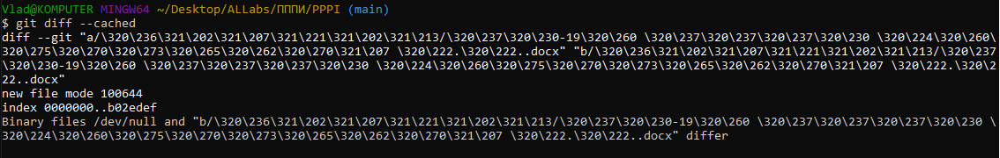 Vlad@KOMPUTER MINGW64 ~/Desktop/ALLabs/ПППИ/PPPI (main)
$ git diff --cached
diff --git "a/\320\236\321\202\321\207\321\221\321\202\321\213/\320\237\320\230-19\320\260 \320\237\320\237\320\237\320\230 \320\224\320\260\
320\275\320\270\320\273\320\265\320\262\320\270\321\207 \320\222.\320\222..docx" "b/\320\236\321\202\321\207\321\221\321\202\321\213/\320\237
\320\230-19\320\260 \320\237\320\237\320\237\320\230 \320\224\320\260\320\275\320\270\320\273\320\265\320\262\320\270\321\207 \320\222.\320\2
22..docx"
new file mode 100644
index 0000000..b02edef
Binary files /dev/null and "b/\320\236\321\202\321\207\321\221\321\202\321\213/\320\237\320\230-19\320\260 \320\237\320\237\320\237\320\230 \
320\224\320\260\320\275\320\270\320\273\320\265\320\262\320\270\321\207 \320\222.\320\222..docx" differ